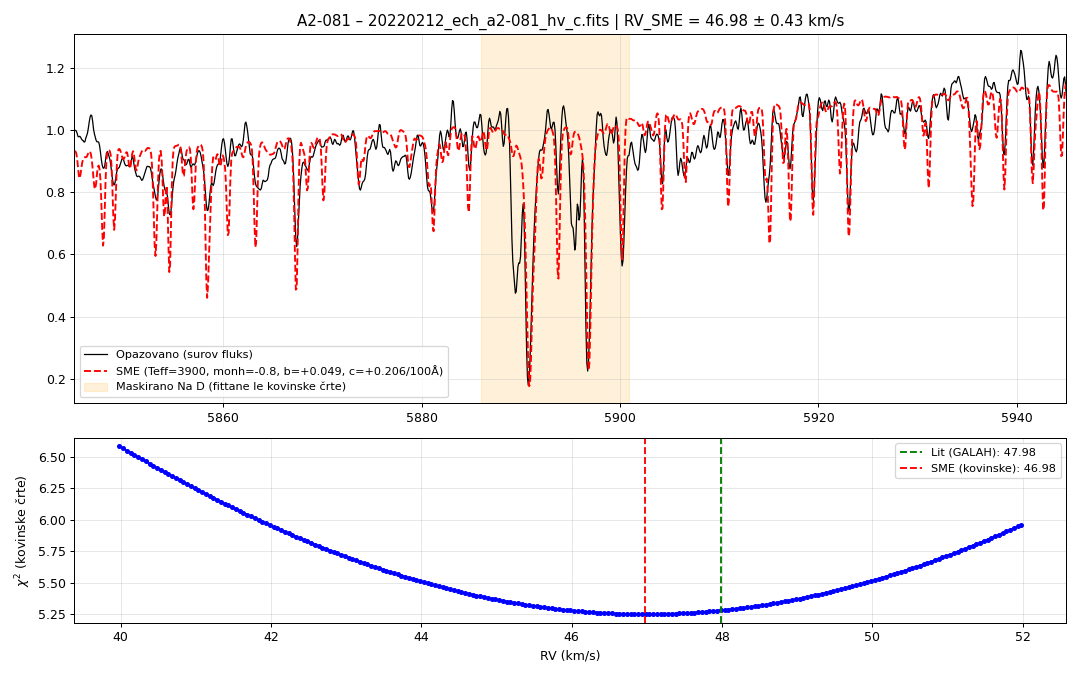 A2-081 – 20220212_ech_a2-081_hv_c.fits | RV_SME = 46.98 ± 0.43 km/s
1.2
1.0
0.8
0.6
0.4
0.2
Opazovano (surov fluks)
SME (Teff=3900, monh=-0.8, b=+0.049, c=+0.206/100Å)
Maskirano Na D (fittane le kovinske črte)
5860 5880 5900 5920 5940
χ² (kovinske črte)
6.50
6.25
6.00
5.75
5.50
5.25
Lit (GALAH): 47.98
SME (kovinske): 46.98
40 42 44 46 48 50 52
RV (km/s)